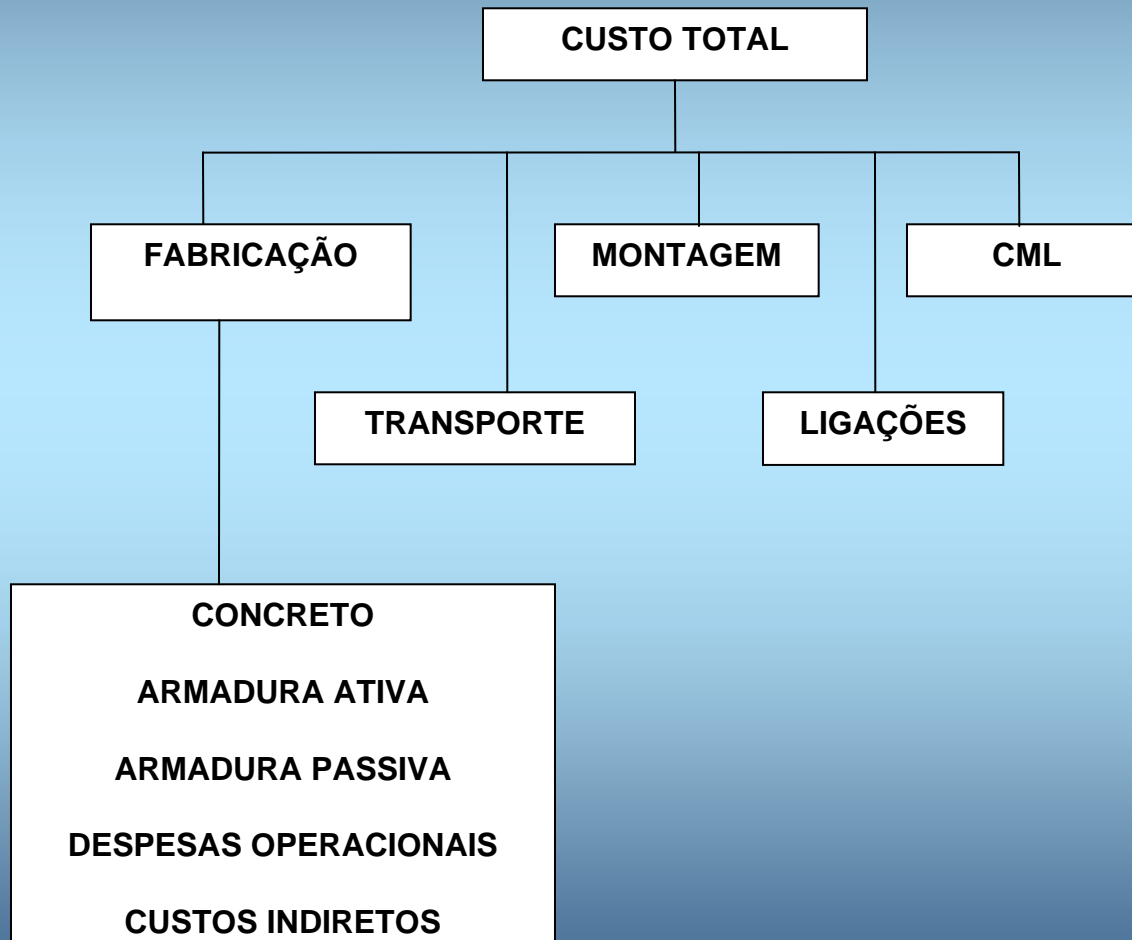 CUSTO TOTAL
FABRICAÇÃO
MONTAGEM
CML
TRANSPORTE
LIGAÇÕES
CONCRETO
ARMADURA ATIVA
ARMADURA PASSIVA
DESPESAS OPERACIONAIS
CUSTOS INDIRETOS